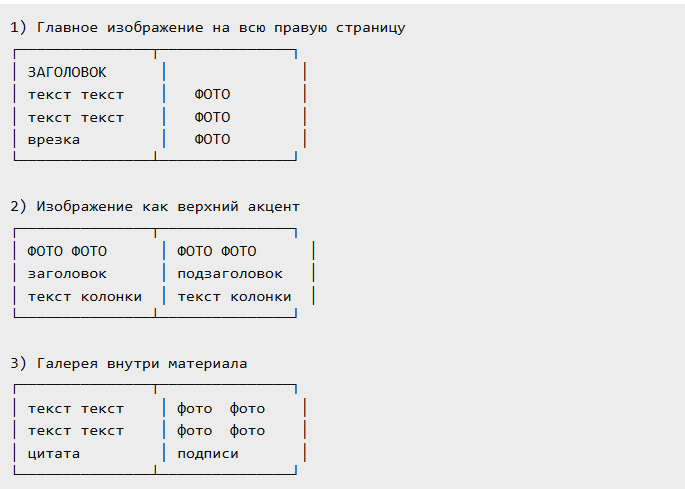 1) Главное изображение на всю правую страницу
┌───────────────┬───────────────┐
│ ЗАГОЛОВОК      │               │
│ текст текст    │   ФОТО        │
│ текст текст    │   ФОТО        │
│ врезка         │   ФОТО        │
└───────────────┴───────────────┘
2) Изображение как верхний акцент
┌───────────────┬───────────────┐
│ ФОТО ФОТО      │ ФОТО ФОТО      │
│ заголовок      │ подзаголовок   │
│ текст колонки  │ текст колонки  │
└───────────────┴───────────────┘
3) Галерея внутри материала
┌───────────────┬───────────────┐
│ текст текст    │ фото  фото    │
│ текст текст    │ фото  фото    │
│ цитата         │ подписи       │
└───────────────┴───────────────┘